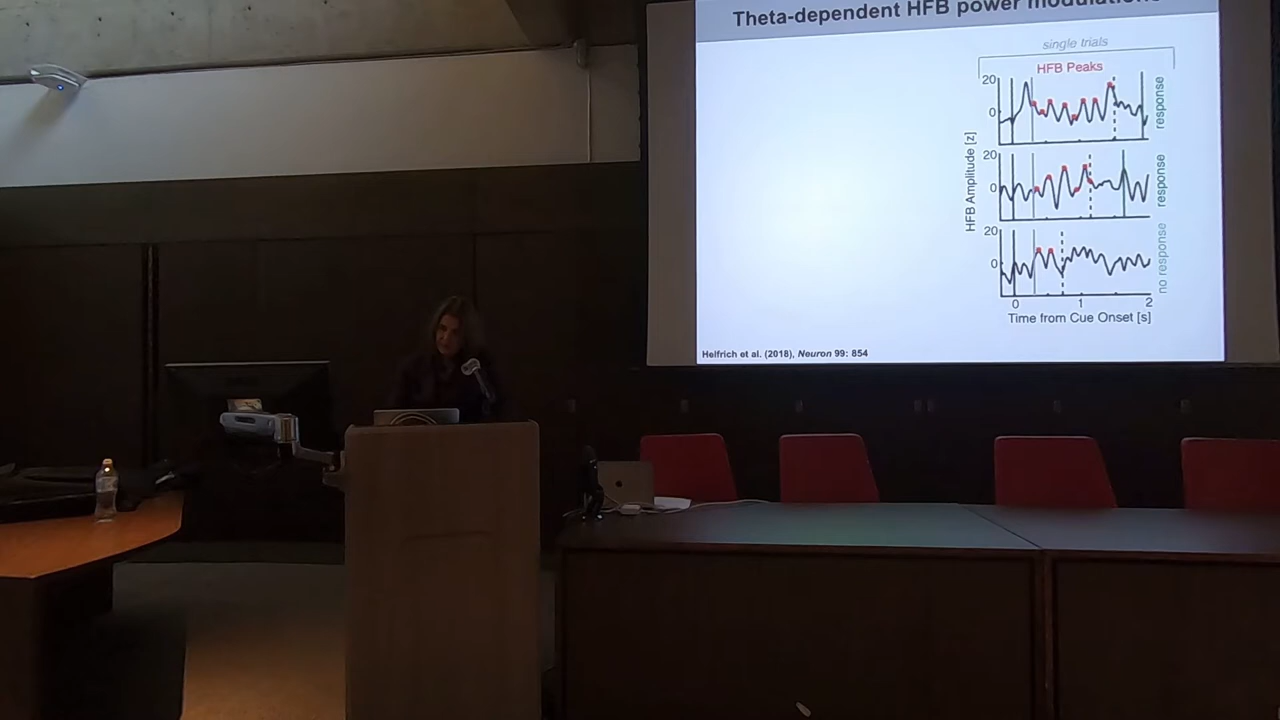 Theta-dependent HFB power modulations
single trials
HFB Peaks
20
0
response
20
0
response
20
0
no response
HFB Amplitude [z]
0 1 2
Time from Cue Onset [s]
Helfrich et al. (2018), Neuron 99: 854